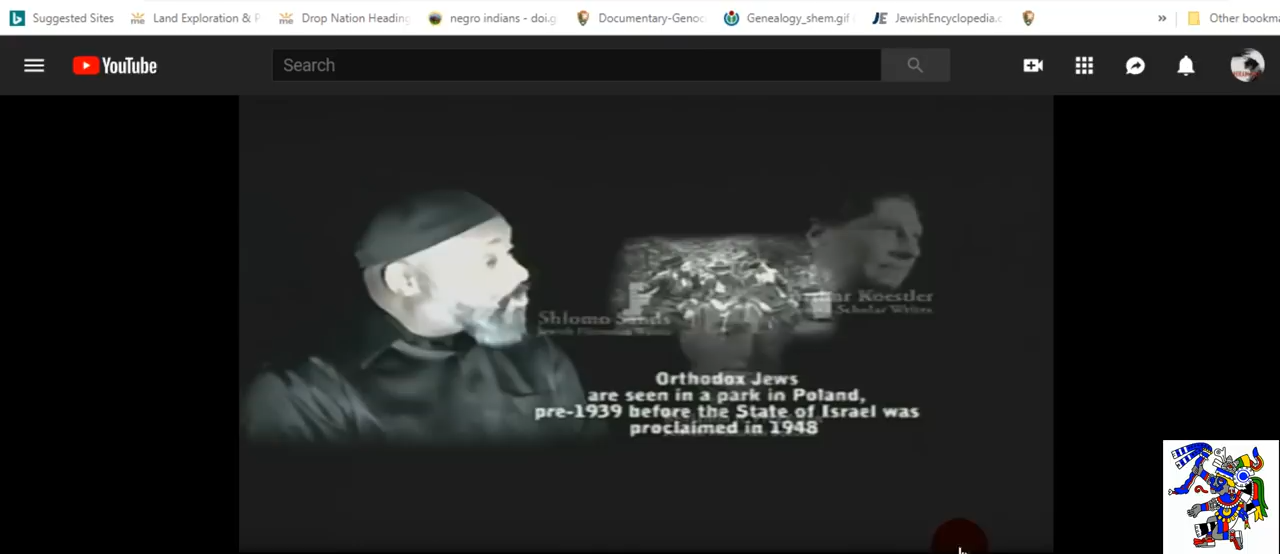 Suggested Sites
Land Exploration & P
Drop Nation Heading
negro indians - doi.g
Documentary-Genoc
Genealogy_shem.gif (
JewishEncyclopedia.c
»
Other bookma
YouTube
Search
Shlomo Sands
Koestler
Scholar Writer
Orthodox Jews
are seen in a park in Poland,
pre-1939 before the State of Israel was
proclaimed in 1948